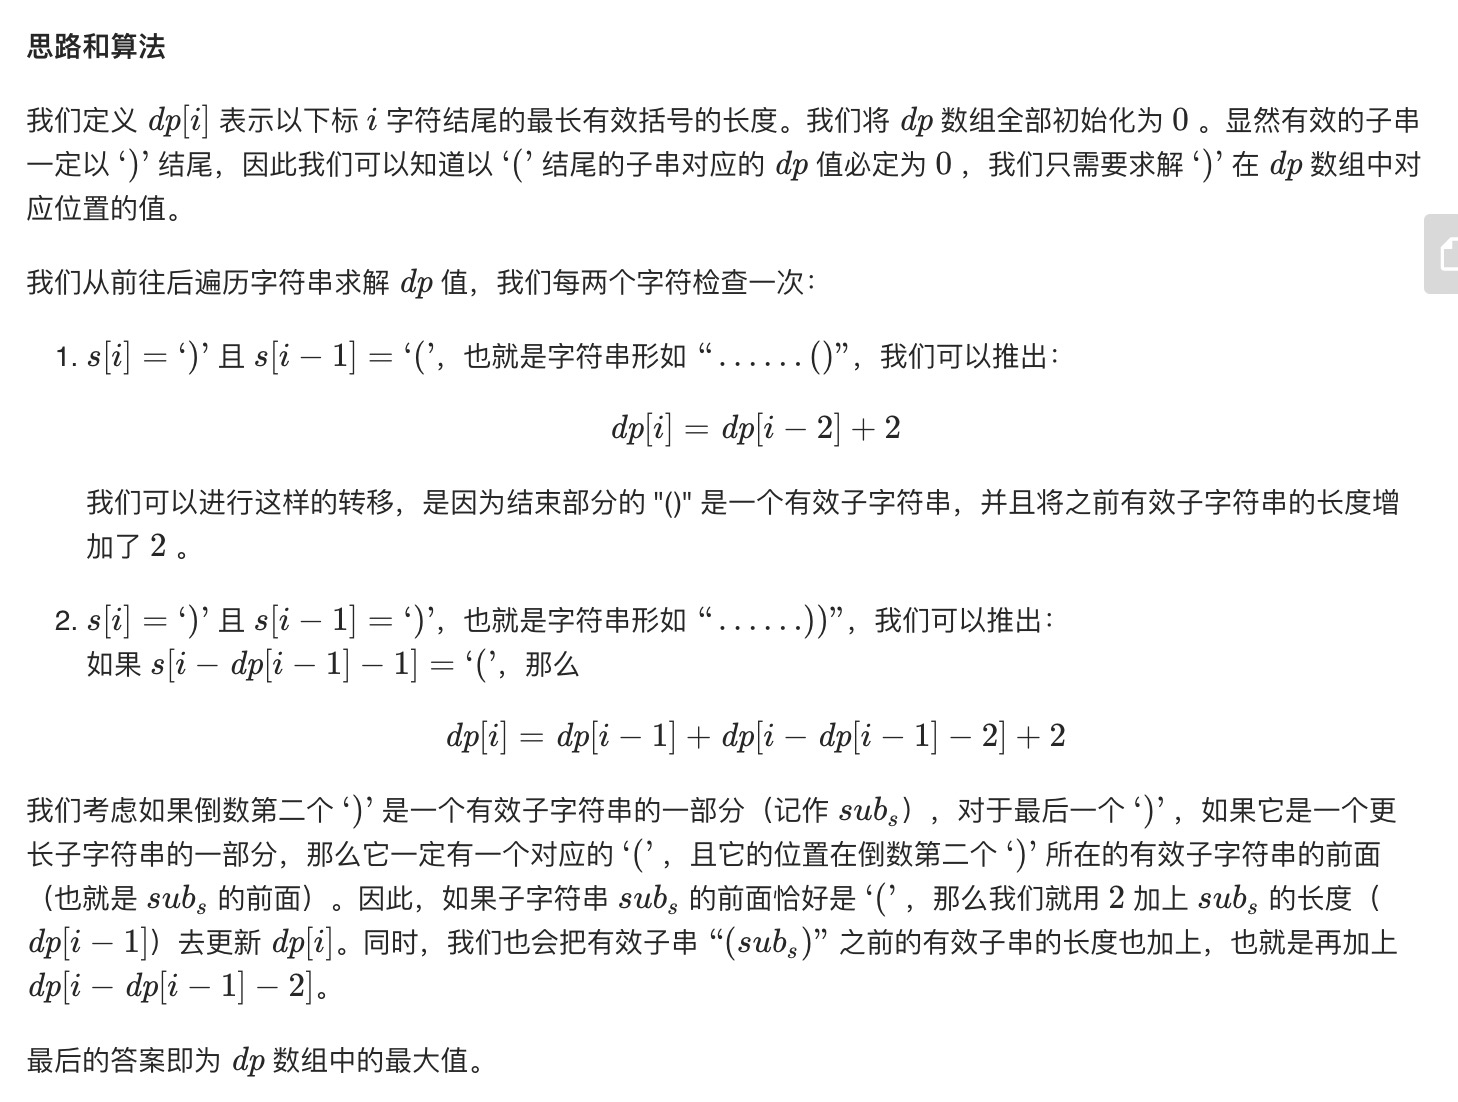 思路和算法
我们定义 dp[i] 表示以下标 i 字符结尾的最长有效括号的长度。我们将 dp 数组全部初始化为 0 。显然有效的子串
一定以 ‘)’ 结尾，因此我们可以知道以 ‘(’ 结尾的子串对应的 dp 值必定为 0 ，我们只需要求解 ‘)’ 在 dp 数组中对
应位置的值。
我们从前往后遍历字符串求解 dp 值，我们每两个字符检查一次：
1. s[i] = ‘)’ 且 s[i − 1] = ‘(’，也就是字符串形如 “……()”，我们可以推出：
dp[i] = dp[i − 2] + 2
我们可以进行这样的转移，是因为结束部分的 "()" 是一个有效子字符串，并且将之前有效子字符串的长度增
加了 2 。
2. s[i] = ‘)’ 且 s[i − 1] = ‘)’，也就是字符串形如 “……))”，我们可以推出：
如果 s[i − dp[i − 1] − 1] = ‘(’，那么
dp[i] = dp[i − 1] + dp[i − dp[i − 1] − 2] + 2
我们考虑如果倒数第二个 ‘)’ 是一个有效子字符串的一部分（记作 sub_s），对于最后一个 ‘)’ ，如果它是一个更
长子字符串的一部分，那么它一定有一个对应的 ‘(’ ，且它的位置在倒数第二个 ‘)’ 所在的有效子字符串的前面
（也就是 sub_s 的前面）。因此，如果子字符串 sub_s 的前面恰好是 ‘(’ ，那么我们就用 2 加上 sub_s 的长度（
dp[i − 1]）去更新 dp[i]。同时，我们也会把有效子串 “(sub_s)” 之前的有效子串的长度也加上，也就是再加上
dp[i − dp[i − 1] − 2]。
最后的答案即为 dp 数组中的最大值。